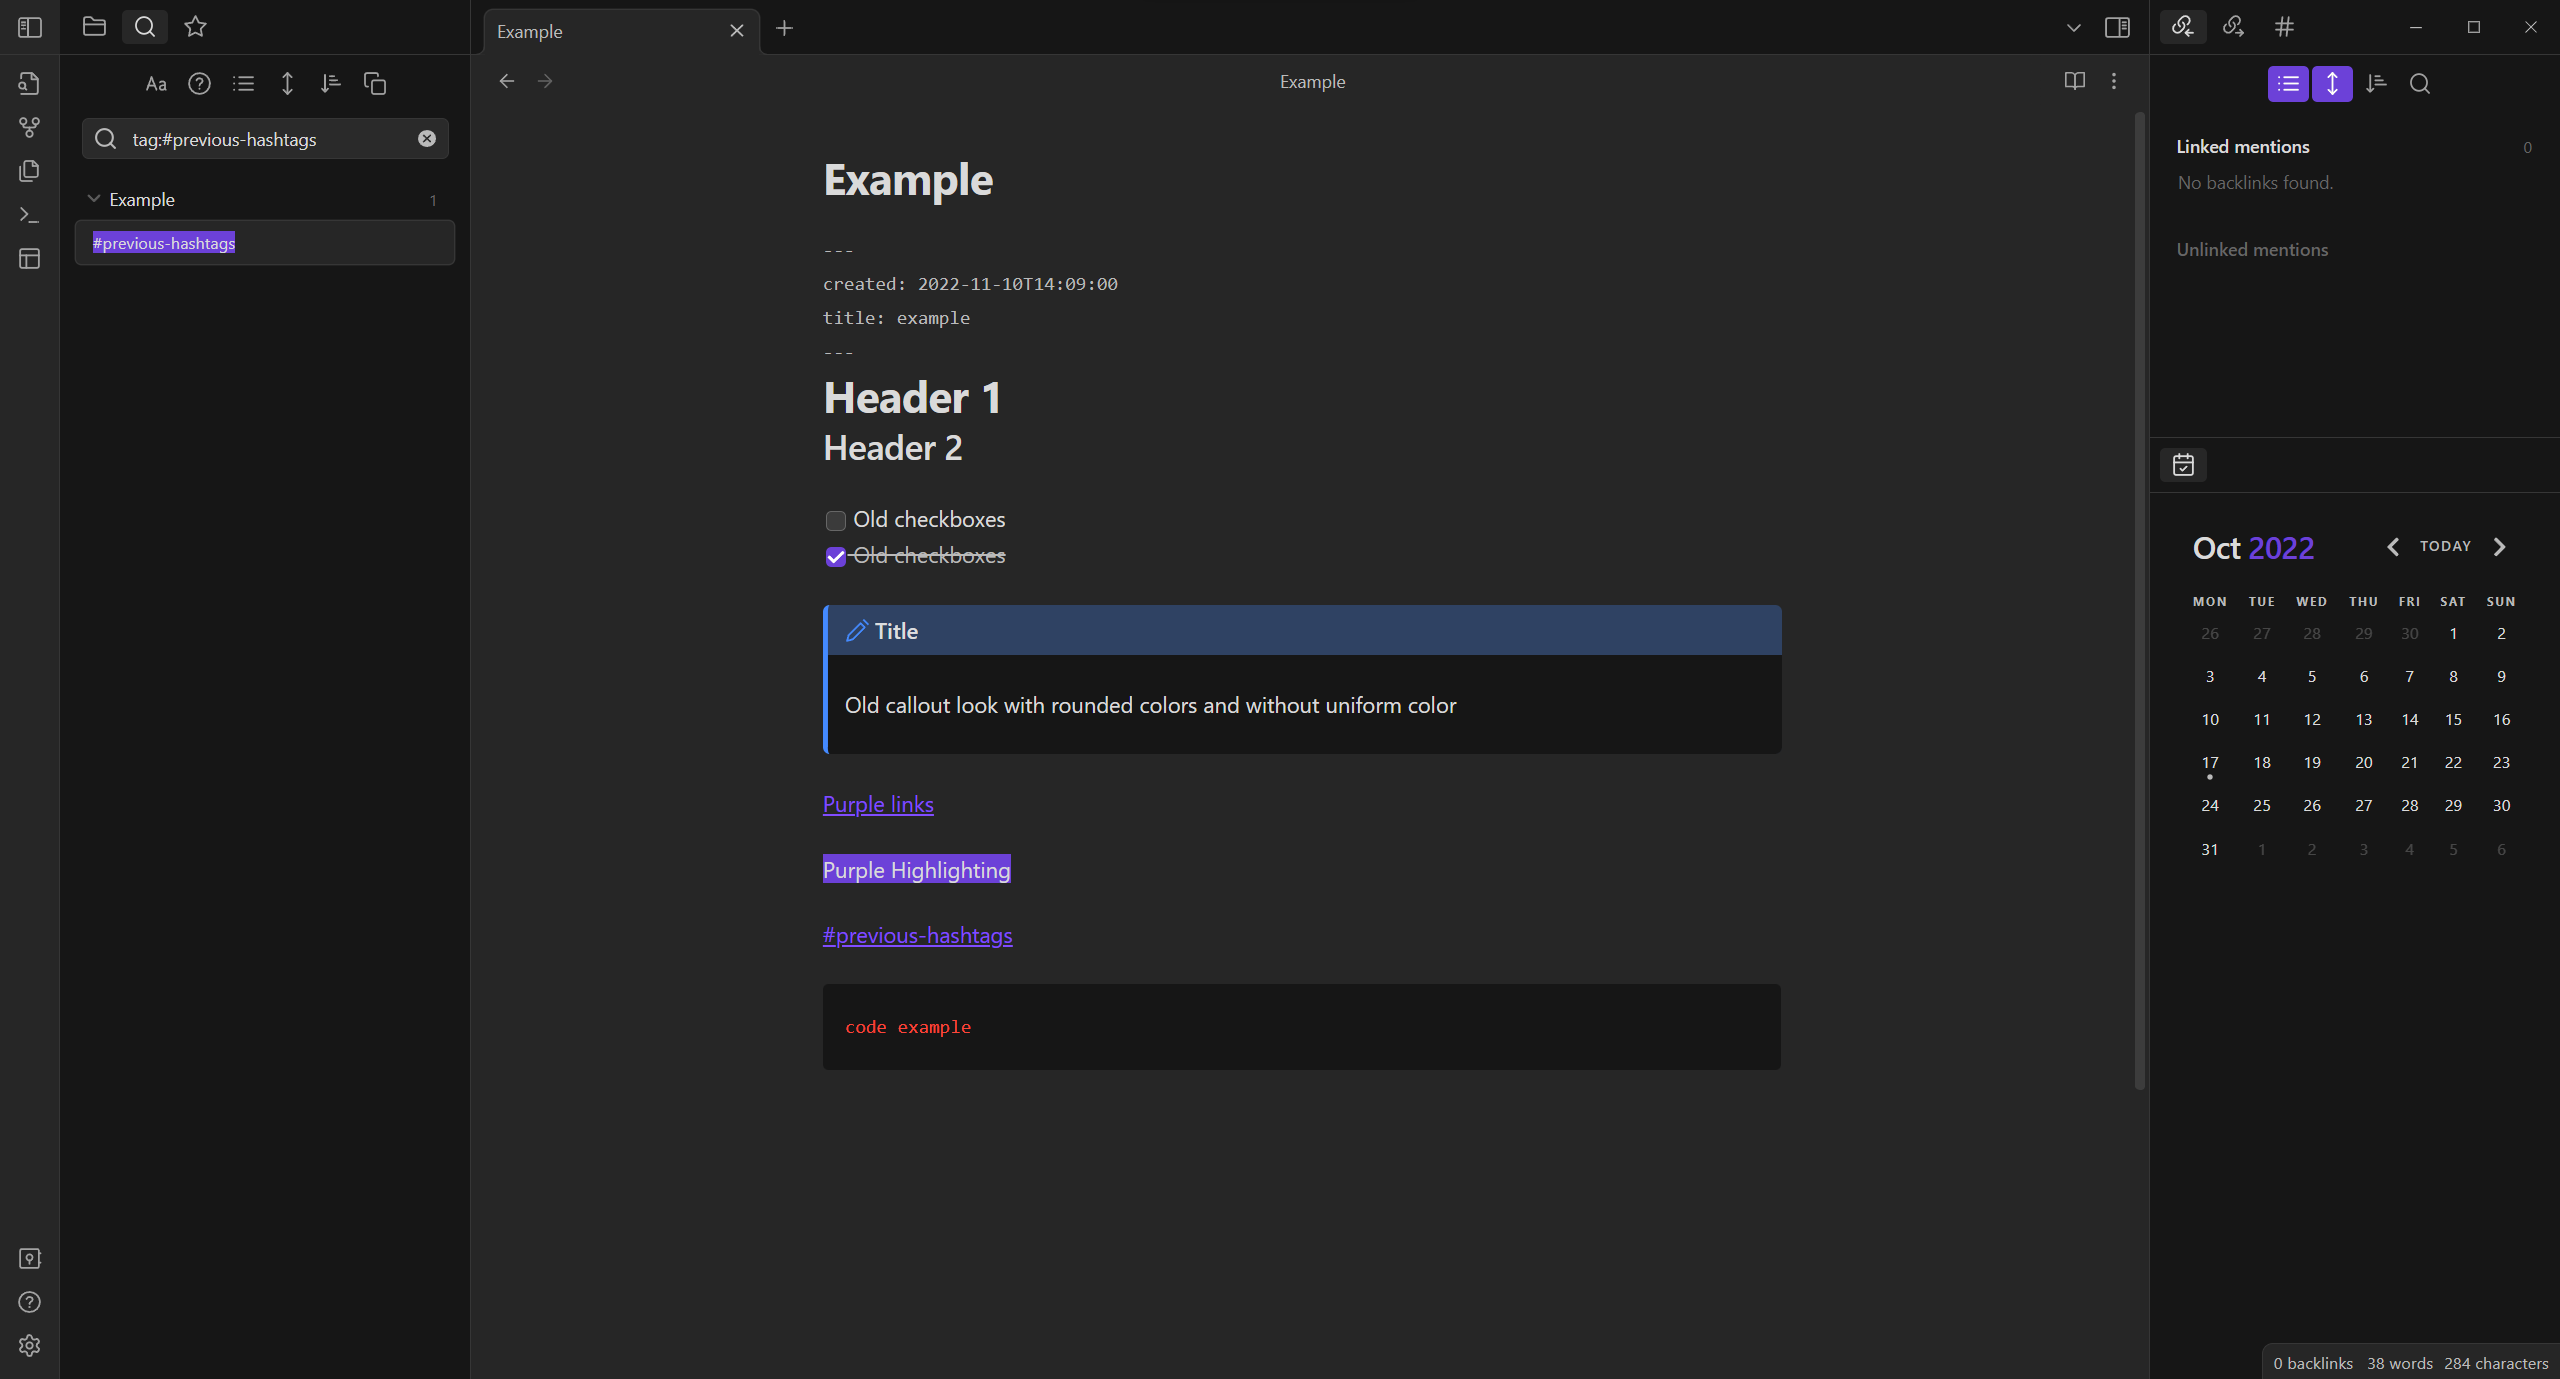 Example
Aa
tag:#previous-hashtags
Example 1
#previous-hashtags
Example
Example
---
created: 2022-11-10T14:09:00
title: example
---
Header 1
Header 2
Old checkboxes
Old checkboxes
Title
Old callout look with rounded colors and without uniform color
Purple links
Purple Highlighting
#previous-hashtags
code example
Linked mentions 0
No backlinks found.
Unlinked mentions
Oct 2022 TODAY
MON TUE WED THU FRI SAT SUN
26 27 28 29 30 1 2
3 4 5 6 7 8 9
10 11 12 13 14 15 16
17 18 19 20 21 22 23
24 25 26 27 28 29 30
31 1 2 3 4 5 6
0 backlinks 38 words 284 characters